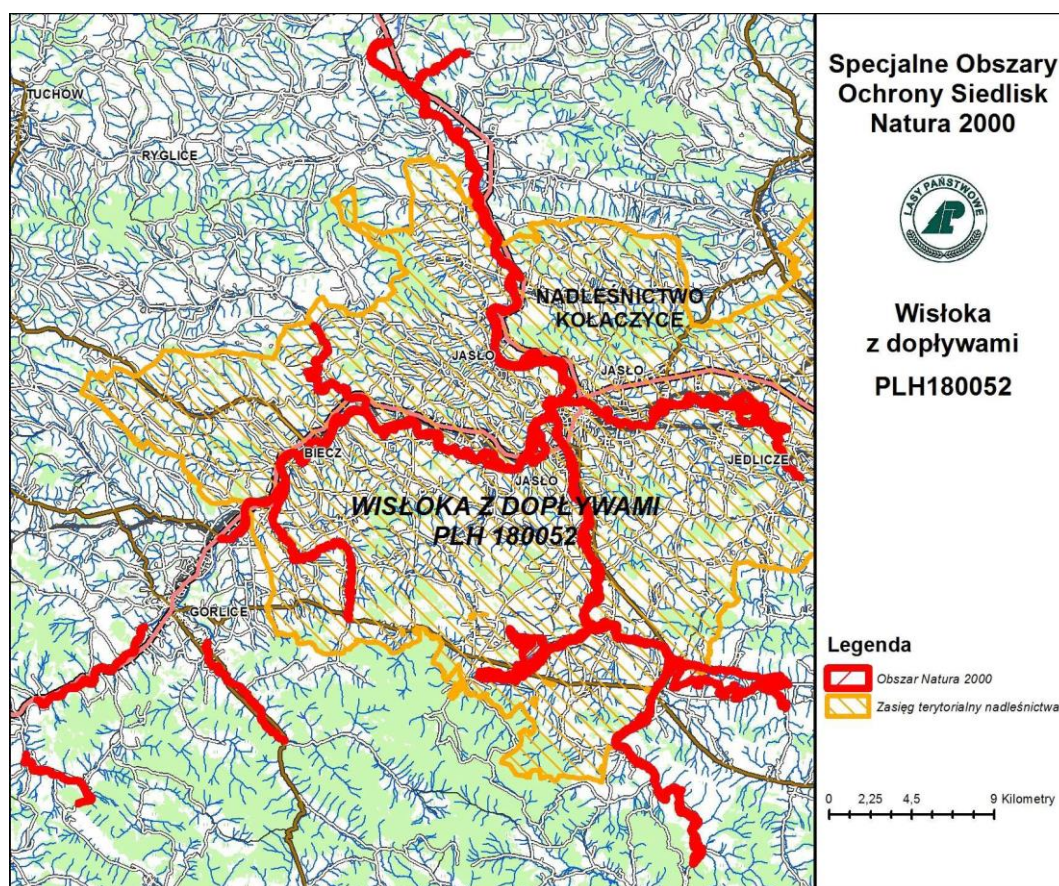 TUCHÓW
RYGLICE
NADLEŚNICTWO
KOŁACZYCE
JASŁO
JASŁO
BIECZ
JASŁO
JEDLICZE
WISŁOKA Z DOPŁYWAMI
PLH 180052
GORLICE
Specjalne Obszary
Ochrony Siedlisk
Natura 2000
LASY PAŃSTWOWE
Wisłoka
z dopływami
PLH180052
Legenda
Obszar Natura 2000
Zasięg terytorialny nadleśnictwa
0 2,25 4,5 9 Kilometry